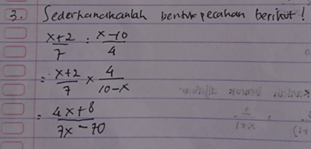 3. Sederhanakanlah bentuk pecahan berikut!
x+2/7 : x-10/4
= x+2/7 × 4/10-x
= 4x+8/7x-70